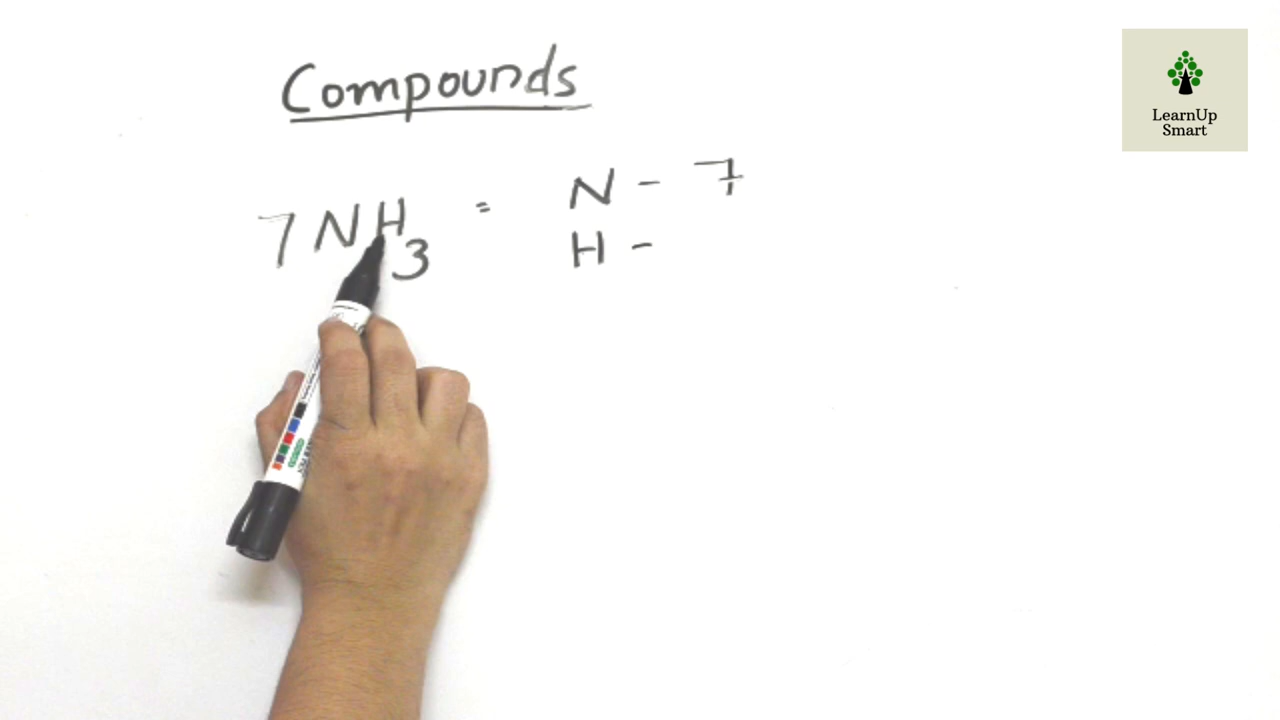 Compounds
7NH₃ = N - 7
H -
LearnUp
Smart